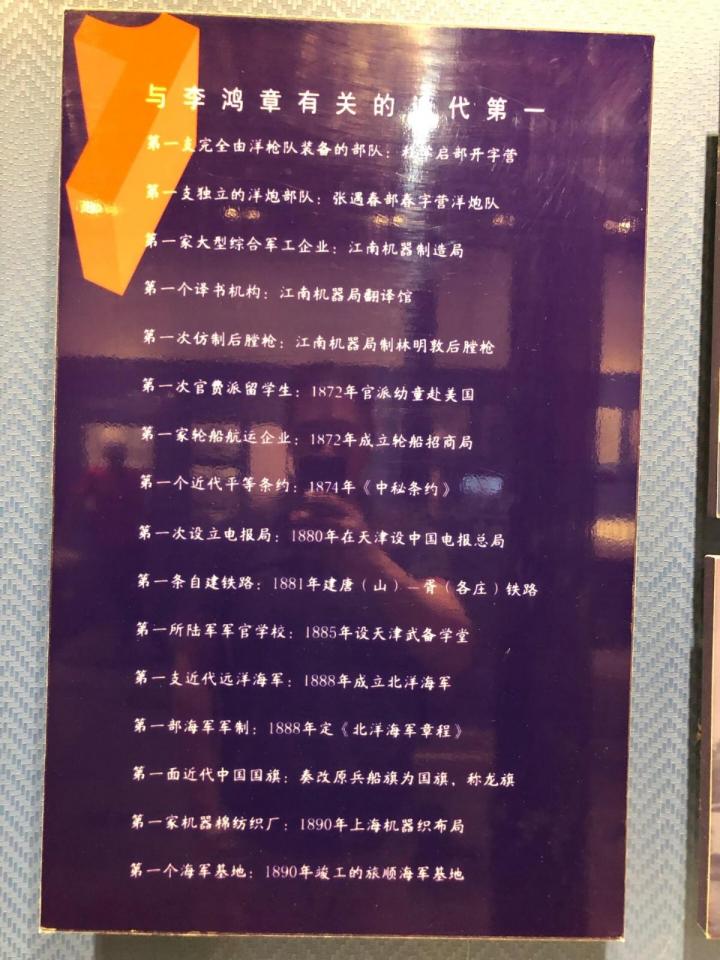 与李鸿章有关的近代第一
第一支完全由洋枪队装备的部队：启部开字营
第一支独立的洋炮部队：张遇春部春字营洋炮队
第一家大型综合军工企业：江南机器制造局
第一个译书机构：江南机器局翻译馆
第一次仿制后膛枪：江南机器局制林明敦后膛枪
第一次官费派留学生：1872年官派幼童赴美国
第一家轮船航运企业：1872年成立轮船招商局
第一个近代平等条约：1874年《中秘条约》
第一次设立电报局：1880年在天津设中国电报总局
第一条自建铁路：1881年建唐（山）—胥（各庄）铁路
第一所陆军军官学校：1885年设天津武备学堂
第一支近代远洋海军：1888年成立北洋海军
第一部海军军制：1888年定《北洋海军章程》
第一面近代中国国旗：奏改原兵船旗为国旗，称龙旗
第一家机器棉纺织厂：1890年上海机器织布局
第一个海军基地：1890年竣工的旅顺海军基地